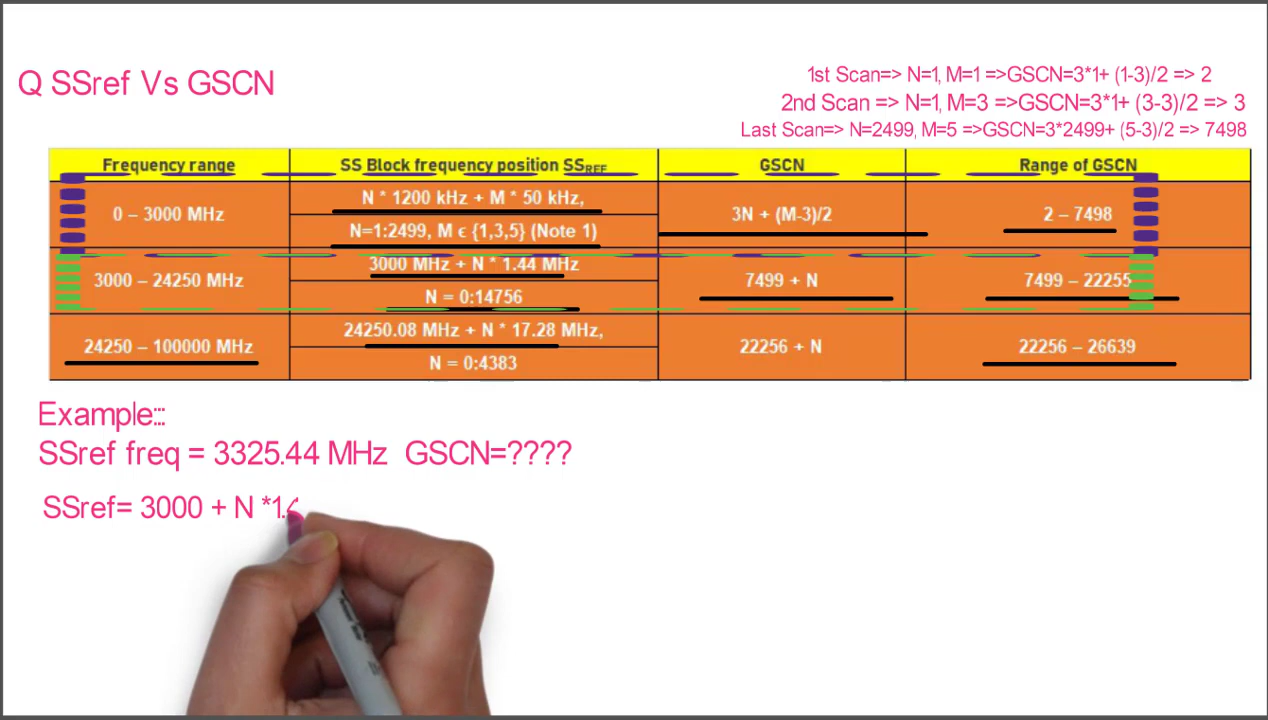 Q SSref Vs GSCN
1st Scan=> N=1, M=1 =>GSCN=3*1+ (1-3)/2 => 2
2nd Scan => N=1, M=3 =>GSCN=3*1+ (3-3)/2 => 3
Last Scan=> N=2499, M=5 =>GSCN=3*2499+ (5-3)/2 => 7498
Frequency range SS Block frequency position SSREF GSCN Range of GSCN
0 – 3000 MHz N * 1200 kHz + M * 50 kHz, 3N + (M-3)/2 2 – 7498
N=1:2499, M ϵ {1,3,5} (Note 1)
3000 – 24250 MHz 3000 MHz + N * 1.44 MHz 7499 + N 7499 – 22255
N = 0:14756
24250 – 100000 MHz 24250.08 MHz + N * 17.28 MHz, 22256 + N 22256 – 26639
N = 0:4383
Example:::
SSref freq = 3325.44 MHz GSCN=????
SSref= 3000 + N *1.